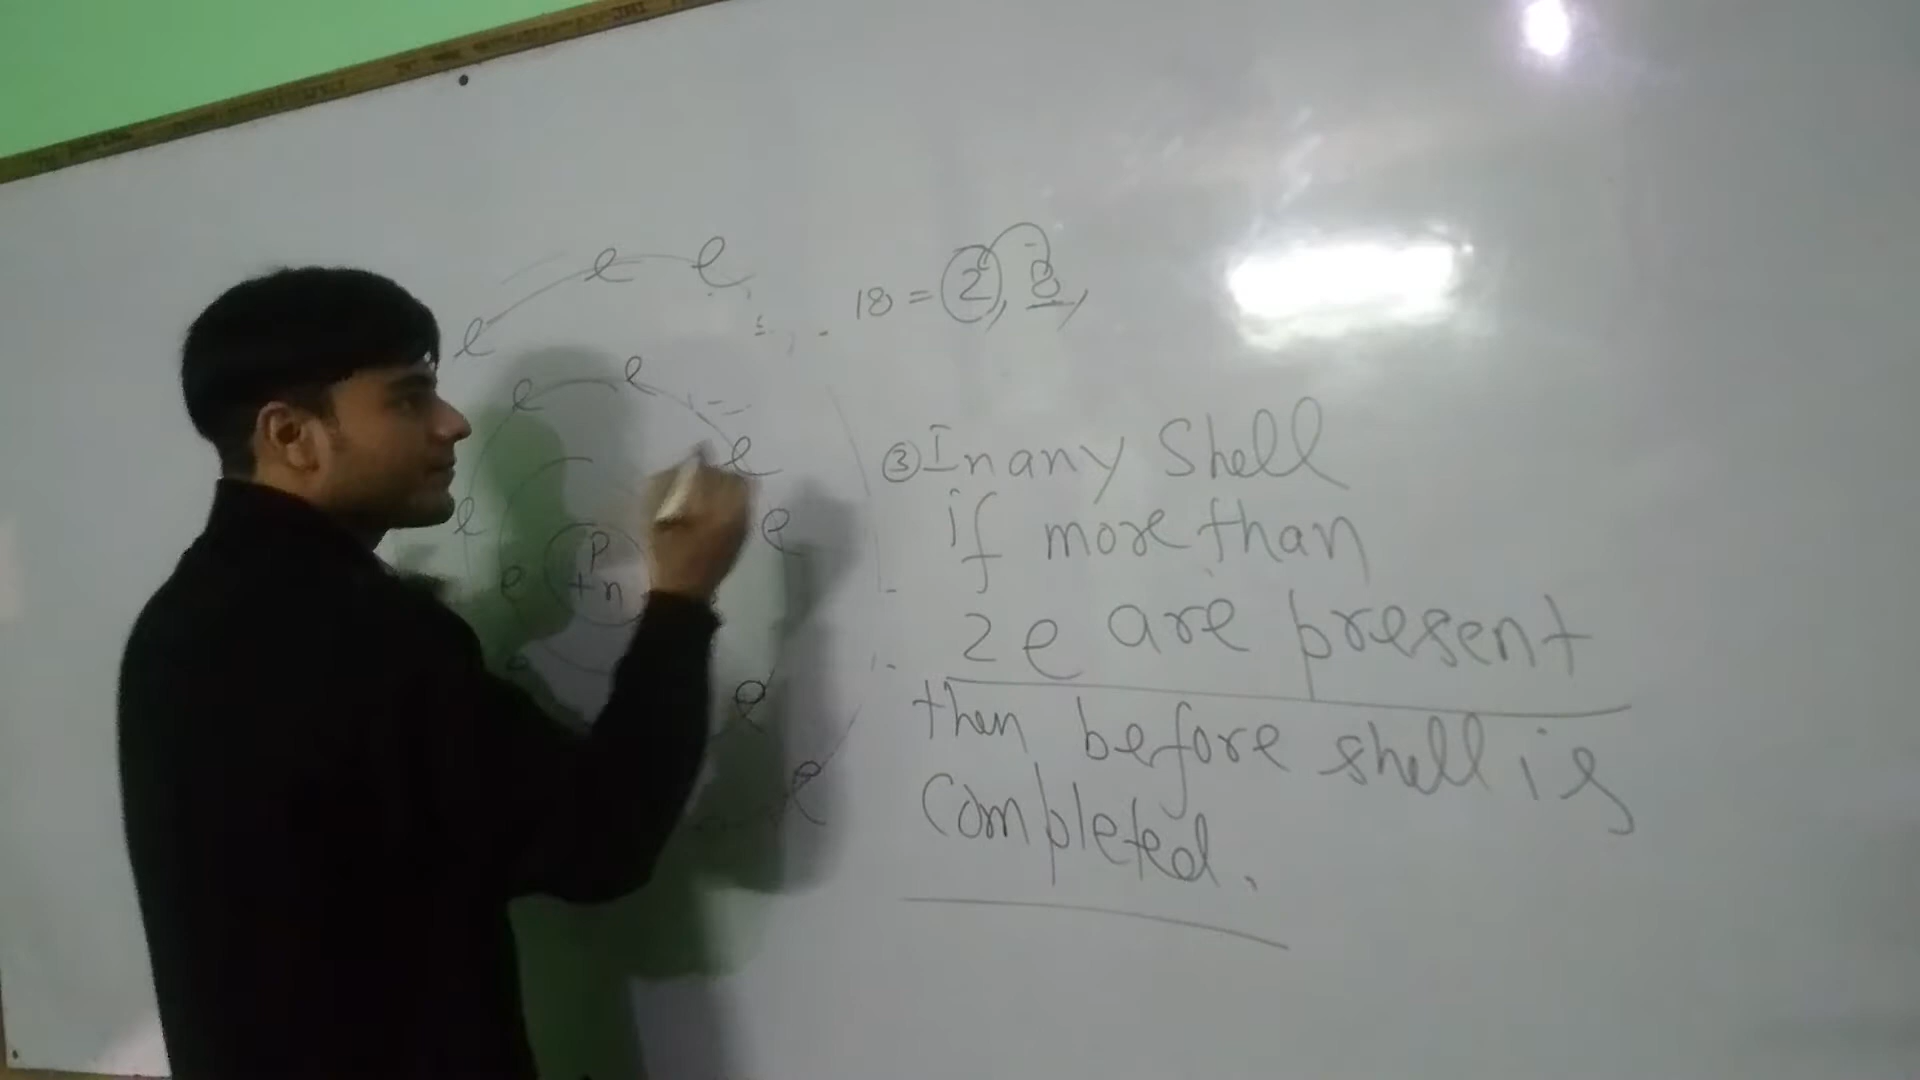 e e e
18 = 2, 8,
e e
e
e e
P
+n
e
e
e
③ In any Shell
if more than
2e are present
then before shell is
completed.